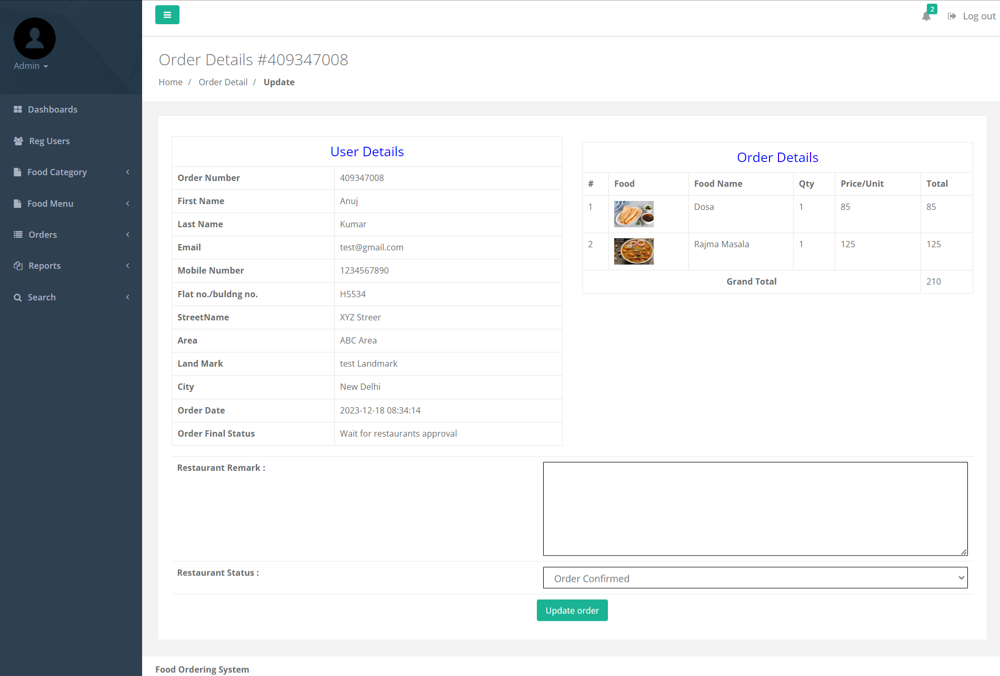 2
Log out
Admin
Order Details #409347008
Home / Order Detail / Update
Dashboards
Reg Users
Food Category
Food Menu
Orders
Reports
Search
User Details
Order Number 409347008
First Name Anuj
Last Name Kumar
Email test@gmail.com
Mobile Number 1234567890
Flat no./buldng no. H5534
StreetName XYZ Streer
Area ABC Area
Land Mark test Landmark
City New Delhi
Order Date 2023-12-18 08:34:14
Order Final Status Wait for restaurants approval
Order Details
# Food Food Name Qty Price/Unit Total
1 Dosa 1 85 85
2 Rajma Masala 1 125 125
Grand Total 210
Restaurant Remark :
Restaurant Status : Order Confirmed
Update order
Food Ordering System